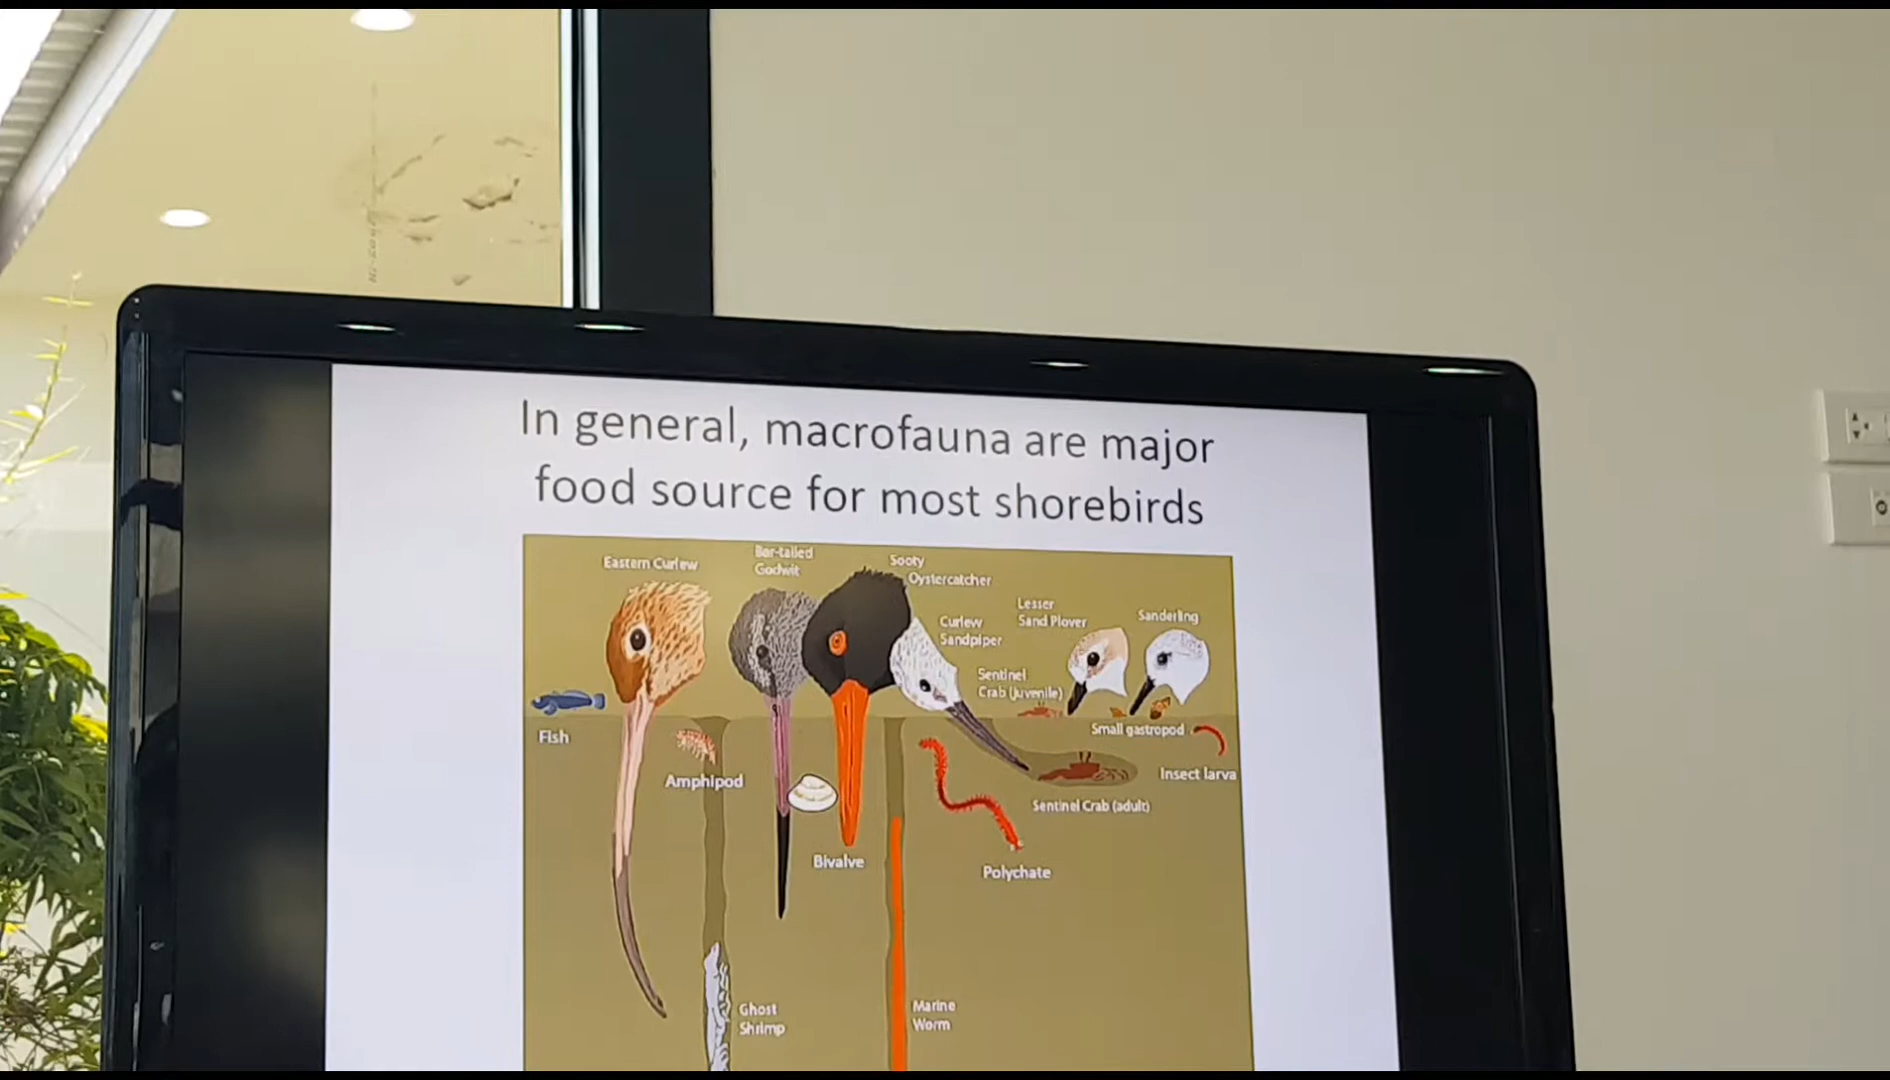 In general, macrofauna are major
food source for most shorebirds
Eastern Curlew
Bar-tailed
Godwit
Sooty
Oystercatcher
Curlew
Sandpiper
Lesser
Sand Plover
Sanderling
Sentinel
Crab (juvenile)
Fish
Amphipod
Small gastropod
Insect larva
Sentinel Crab (adult)
Bivalve
Polychate
Ghost
Shrimp
Marine
Worm